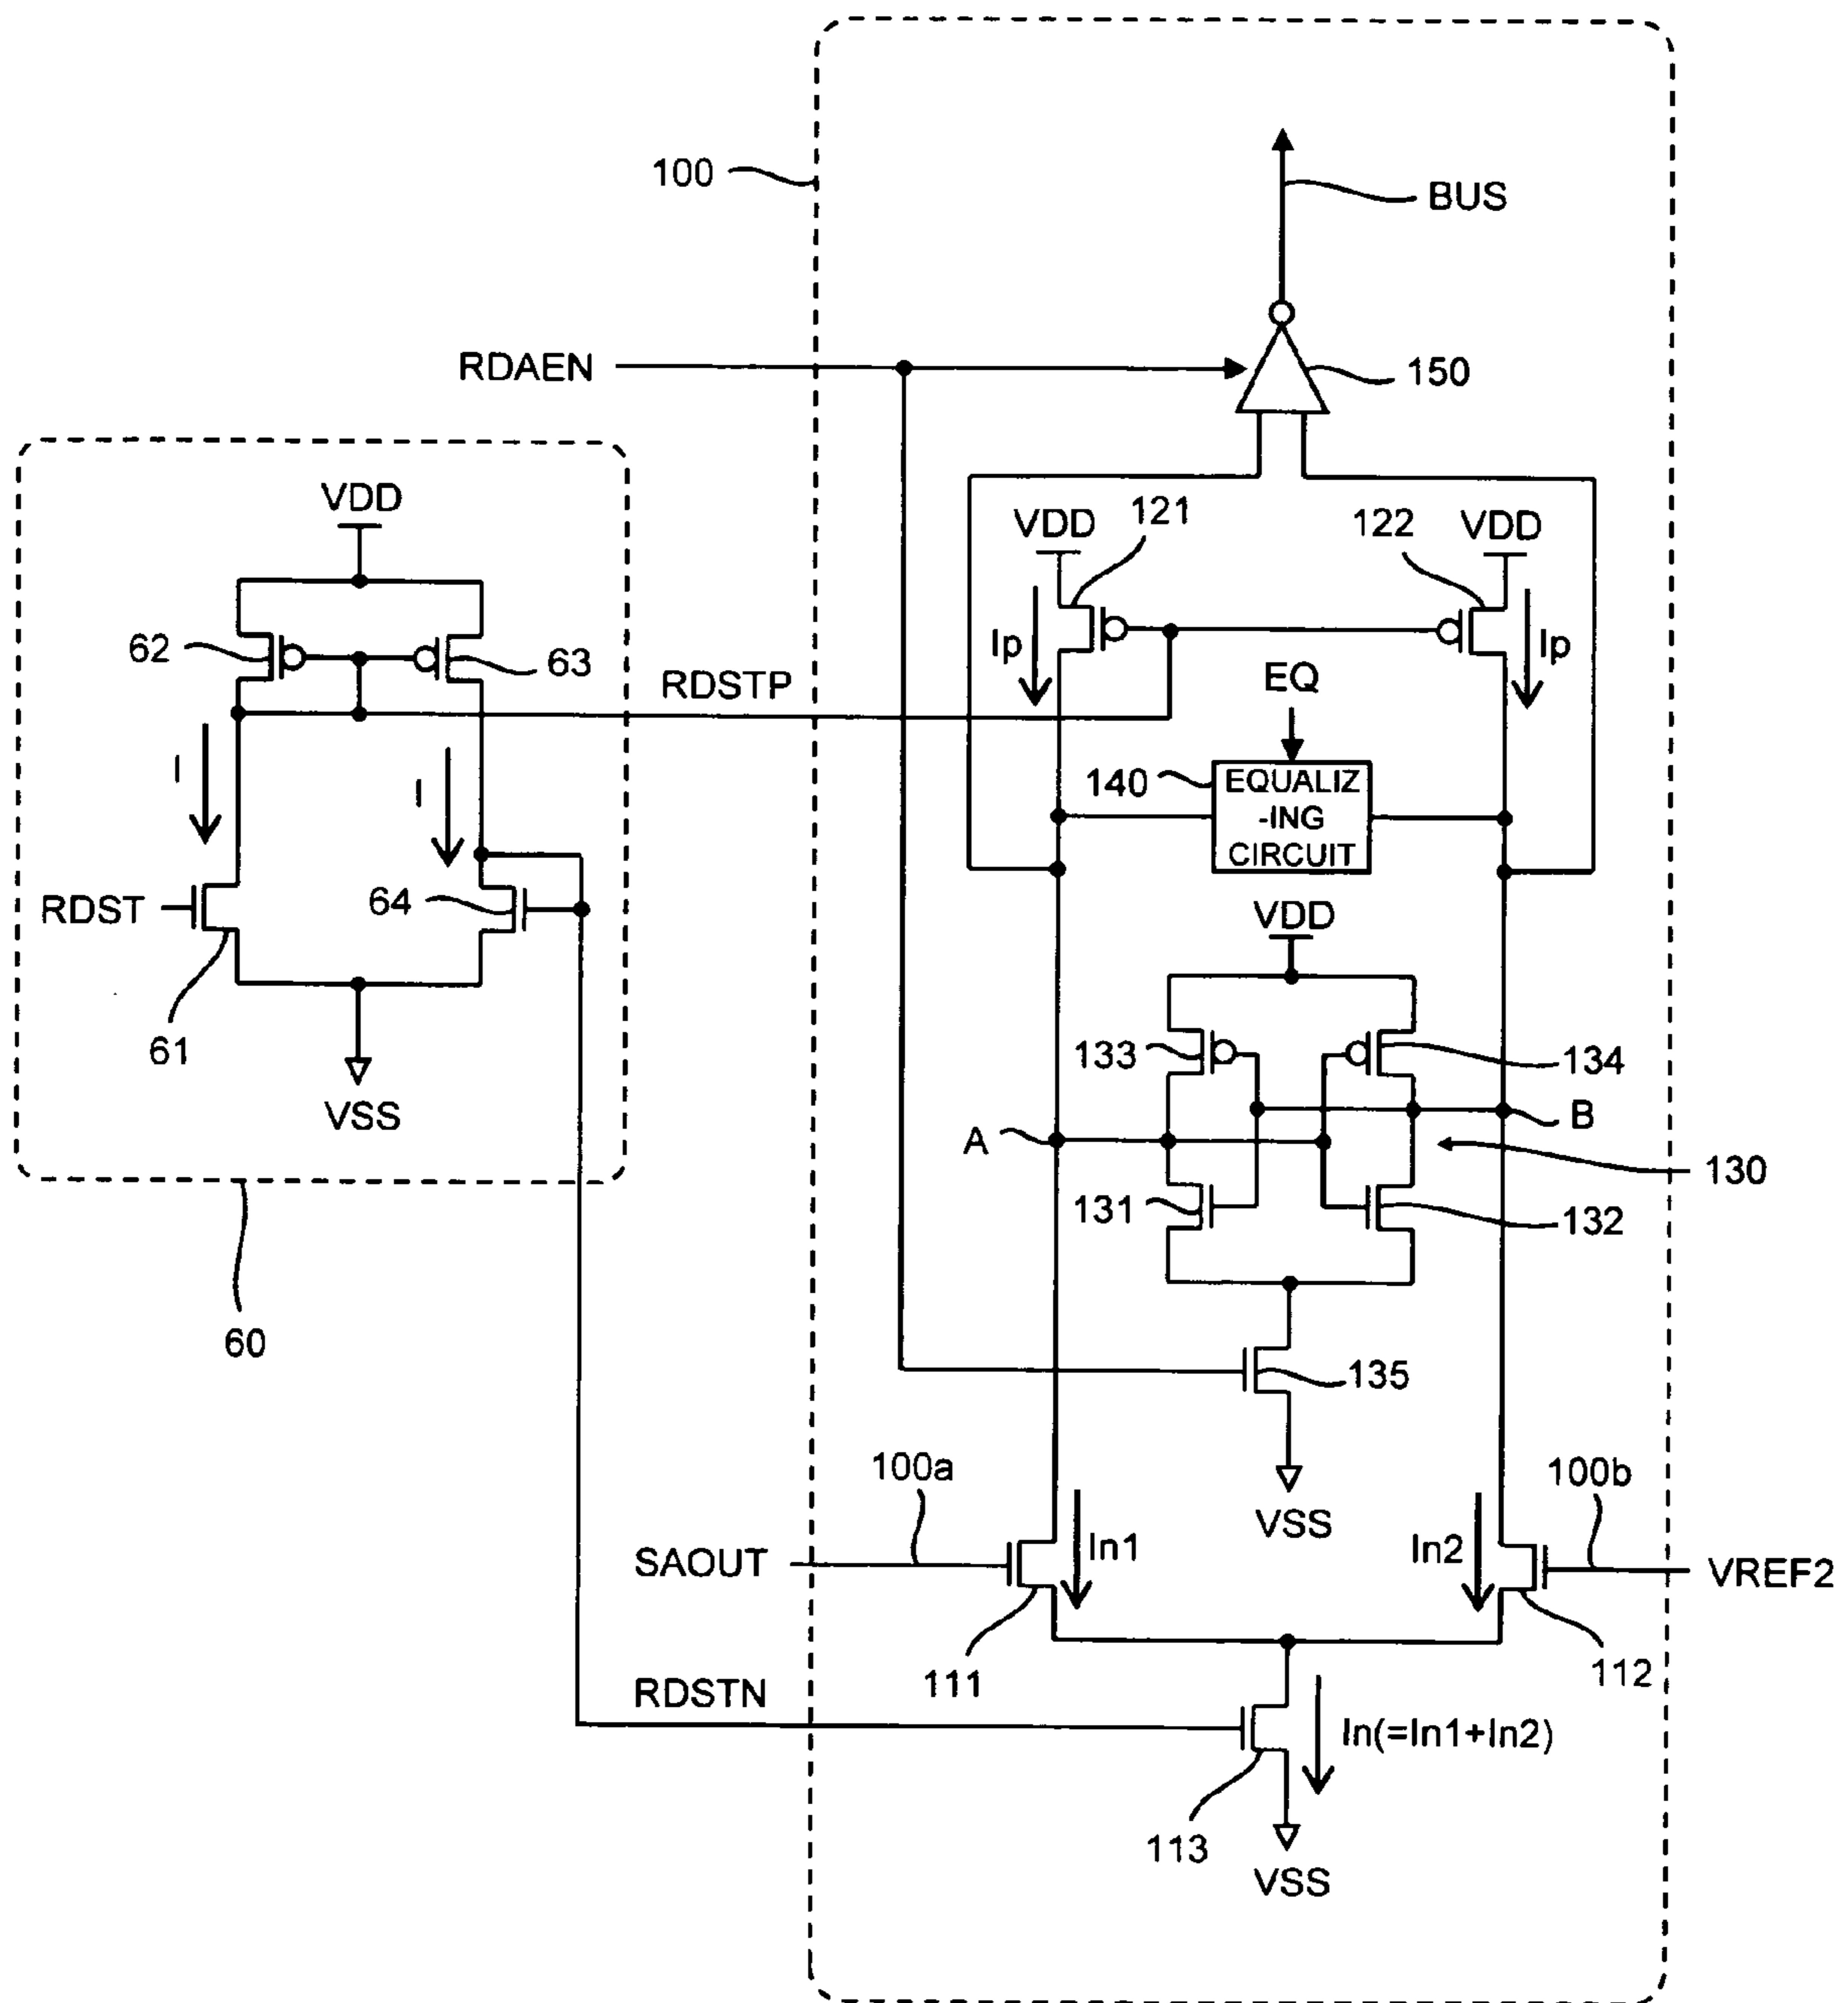 100
BUS
RDAEN
150
VDD
121
122
VDD
VDD
62
63
Ip
Ip
RDSTP
EQ
I
I
140
EQUALIZ
-ING
CIRCUIT
RDST
64
VDD
61
133
134
VSS
A
B
130
131
132
60
135
100a
100b
VSS
SAOUT
In1
In2
VREF2
111
112
RDSTN
In(=In1+In2)
113
VSS